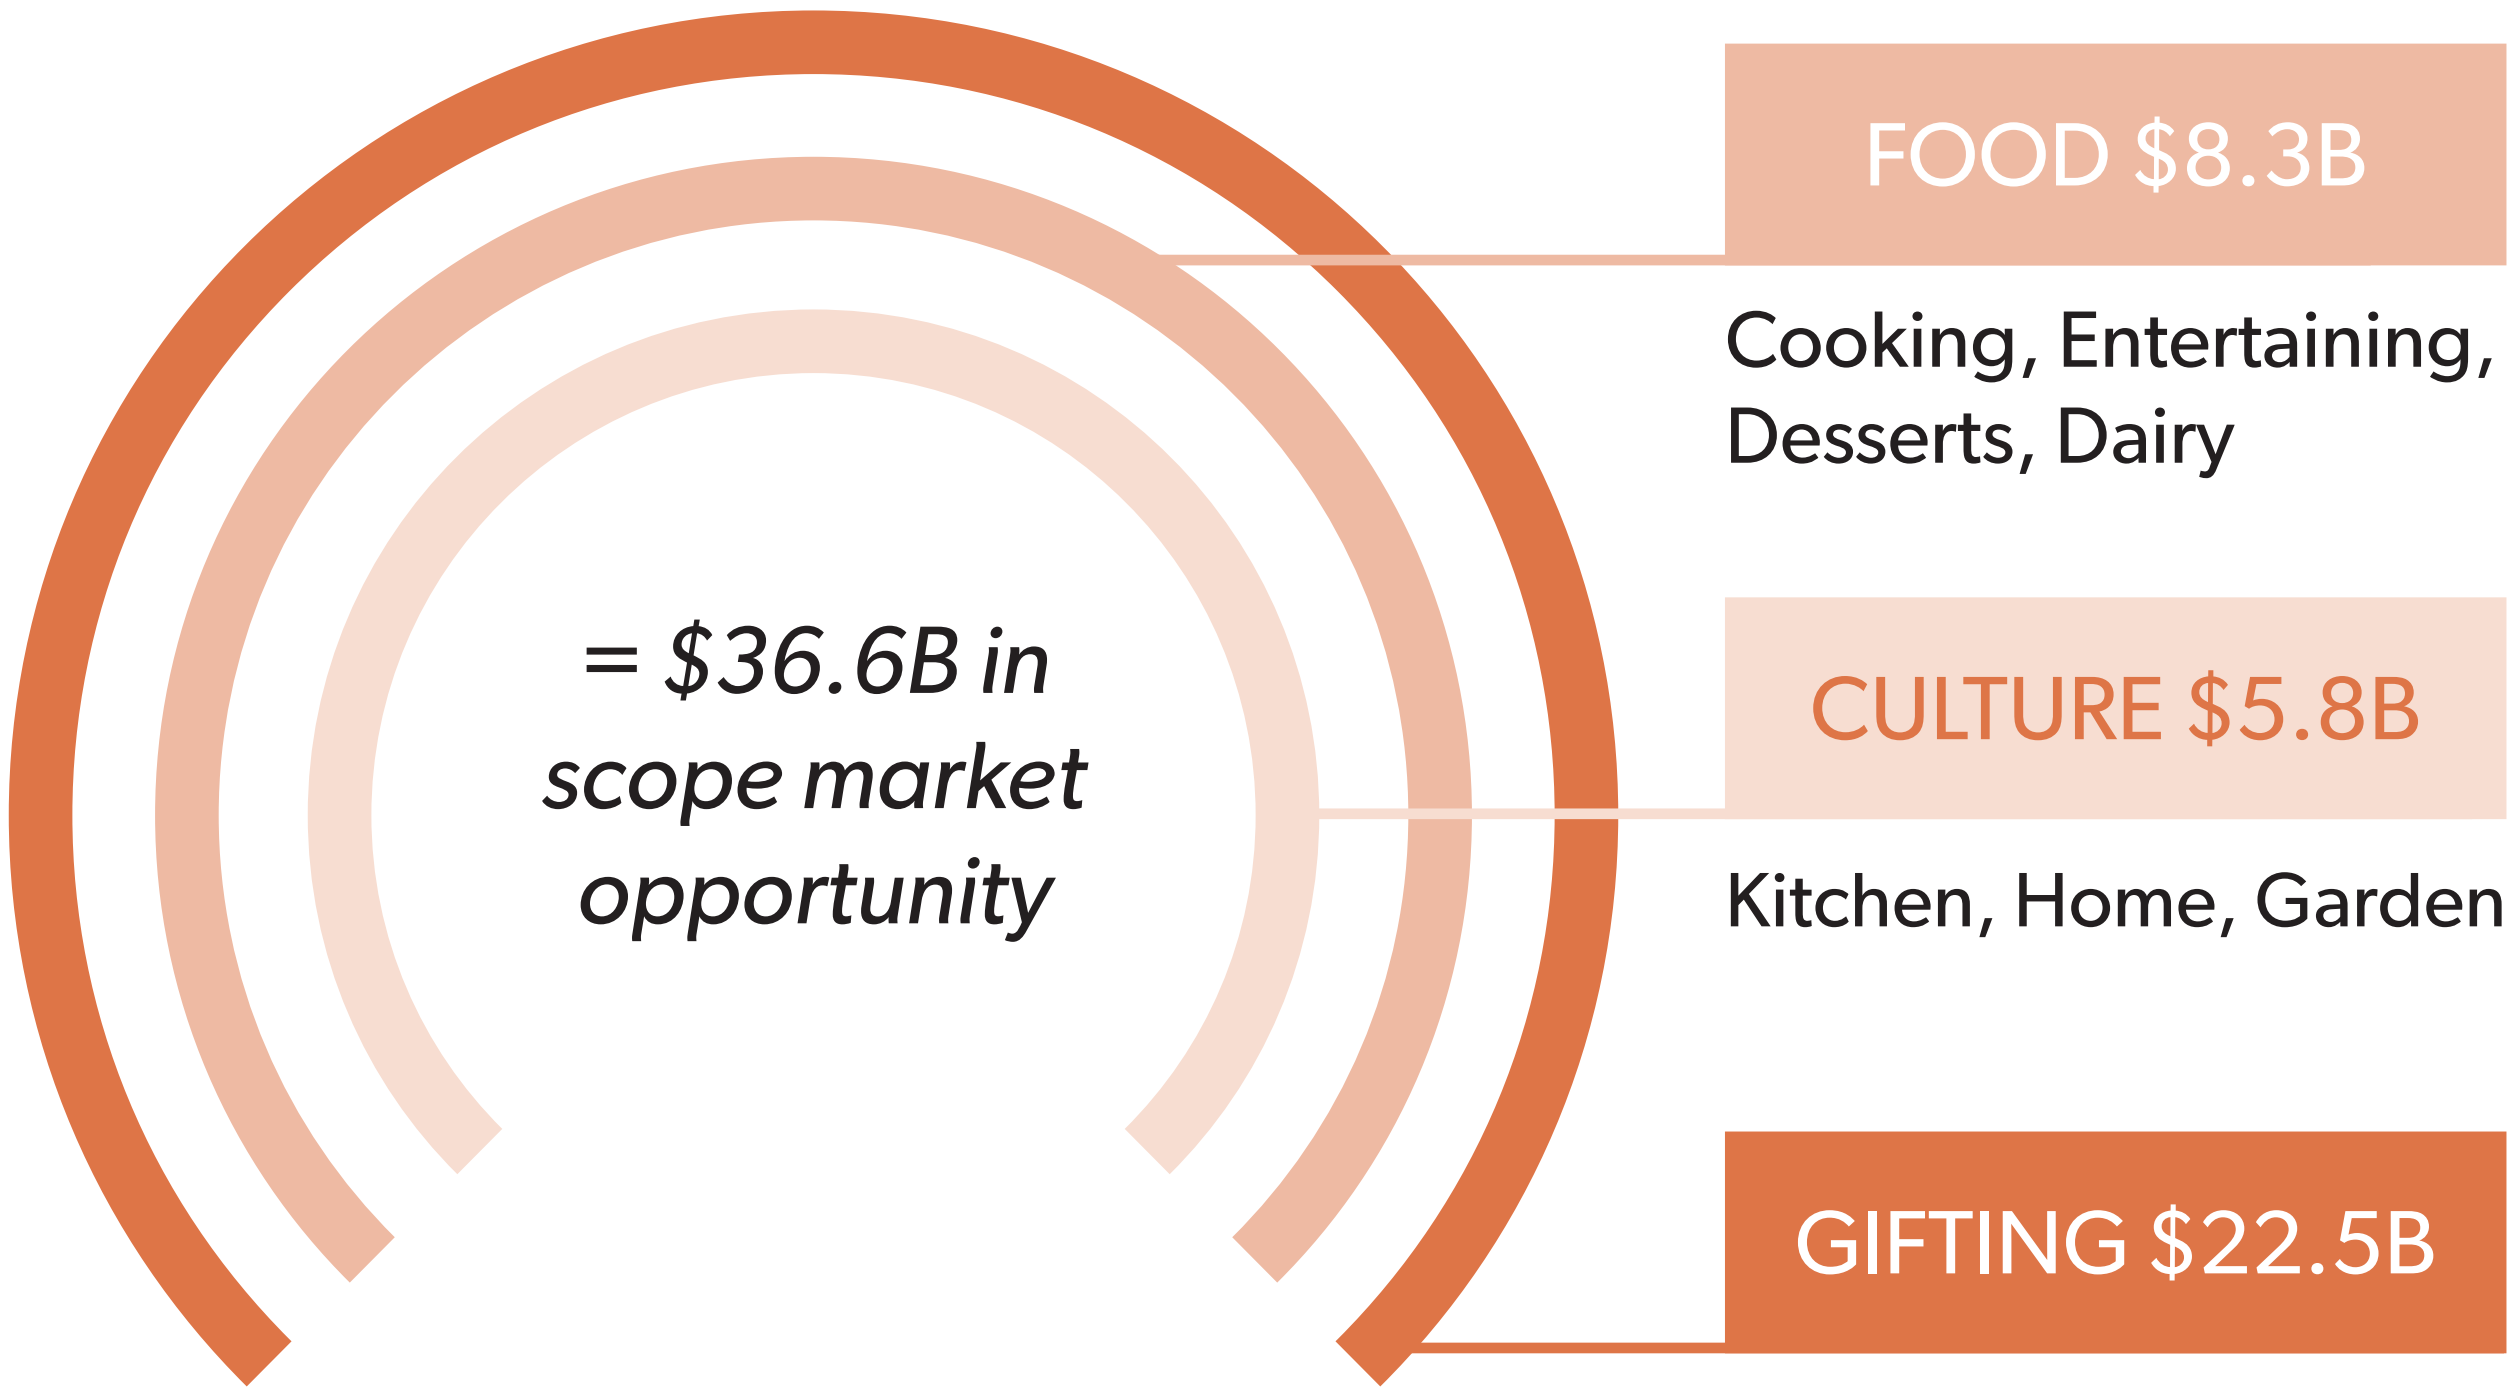 FOOD $8.3B
Cooking, Entertaining,
Desserts, Dairy
= $36.6B in
scope market
opportunity
CULTURE $5.8B
Kitchen, Home, Garden
GIFTING $22.5B